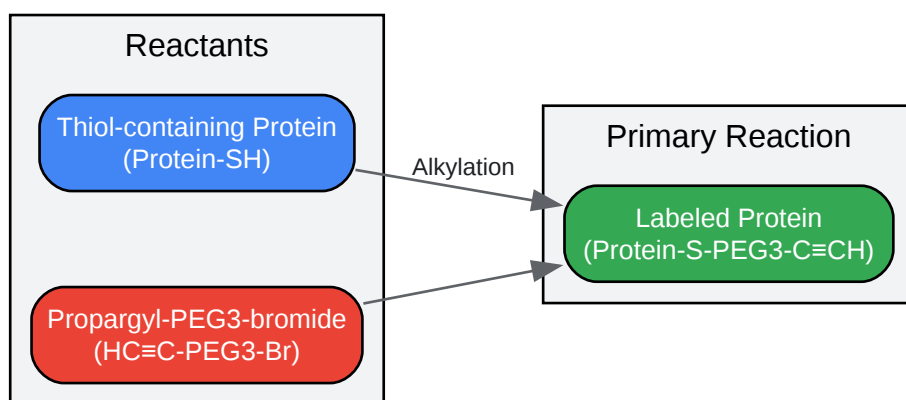 Reactants
Thiol-containing Protein
(Protein-SH)
Propargyl-PEG3-bromide
(HC≡C-PEG3-Br)
Alkylation
Primary Reaction
Labeled Protein
(Protein-S-PEG3-C≡CH)